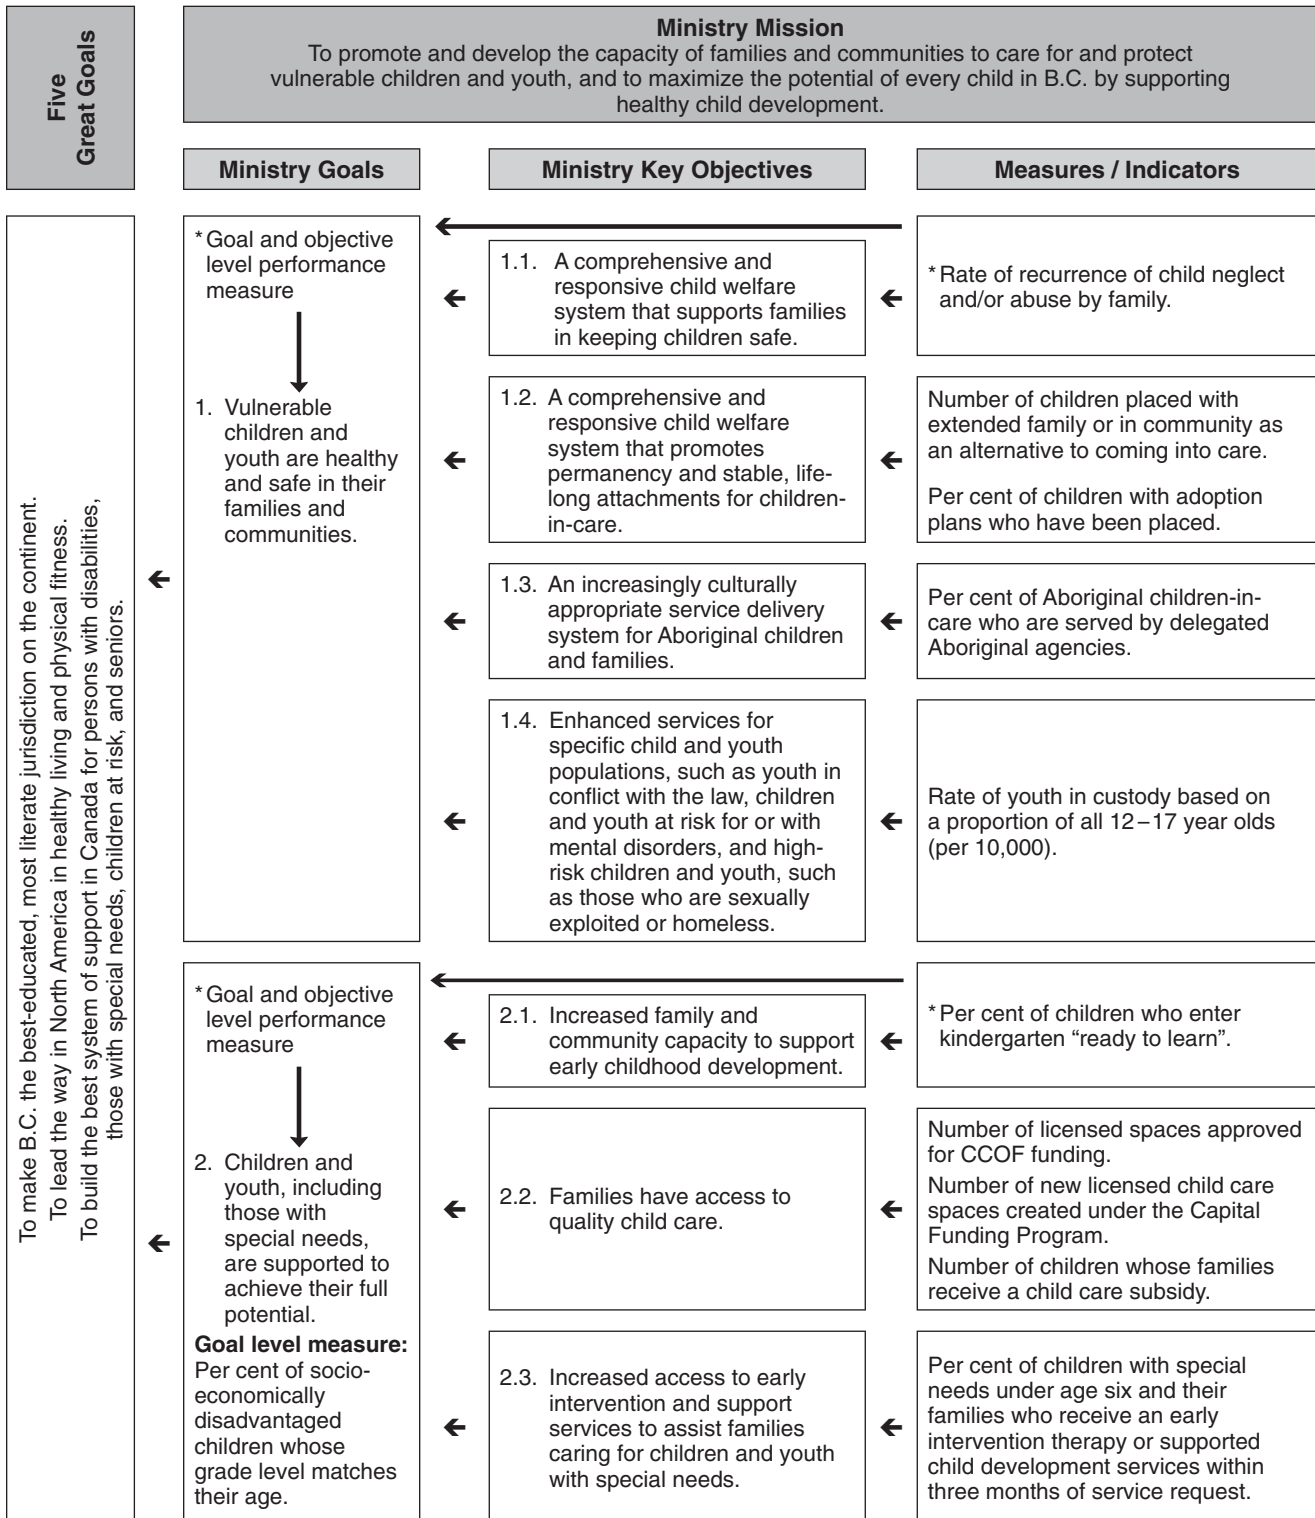 Five
Great Goals
Ministry Mission
To promote and develop the capacity of families and communities to care for and protect
vulnerable children and youth, and to maximize the potential of every child in B.C. by supporting
healthy child development.
Ministry Goals
Ministry Key Objectives
Measures / Indicators
To make B.C. the best-educated, most literate jurisdiction on the continent.
To lead the way in North America in healthy living and physical fitness.
To build the best system of support in Canada for persons with disabilities,
those with special needs, children at risk, and seniors.
* Goal and objective
level performance
measure
1. Vulnerable
children and
youth are healthy
and safe in their
families and
communities.
1.1. A comprehensive and
responsive child welfare
system that supports families
in keeping children safe.
* Rate of recurrence of child neglect
and/or abuse by family.
1.2. A comprehensive and
responsive child welfare
system that promotes
permanency and stable, life-
long attachments for children-
in-care.
Number of children placed with
extended family or in community as
an alternative to coming into care.
Per cent of children with adoption
plans who have been placed.
1.3. An increasingly culturally
appropriate service delivery
system for Aboriginal children
and families.
Per cent of Aboriginal children-in-
care who are served by delegated
Aboriginal agencies.
1.4. Enhanced services for
specific child and youth
populations, such as youth in
conflict with the law, children
and youth at risk for or with
mental disorders, and high-
risk children and youth, such
as those who are sexually
exploited or homeless.
Rate of youth in custody based on
a proportion of all 12–17 year olds
(per 10,000).
* Goal and objective
level performance
measure
2. Children and
youth, including
those with
special needs,
are supported to
achieve their full
potential.
Goal level measure:
Per cent of socio-
economically
disadvantaged
children whose
grade level matches
their age.
2.1. Increased family and
community capacity to support
early childhood development.
* Per cent of children who enter
kindergarten “ready to learn”.
2.2. Families have access to
quality child care.
Number of licensed spaces approved
for CCOF funding.
Number of new licensed child care
spaces created under the Capital
Funding Program.
Number of children whose families
receive a child care subsidy.
2.3. Increased access to early
intervention and support
services to assist families
caring for children and youth
with special needs.
Per cent of children with special
needs under age six and their
families who receive an early
intervention therapy or supported
child development services within
three months of service request.